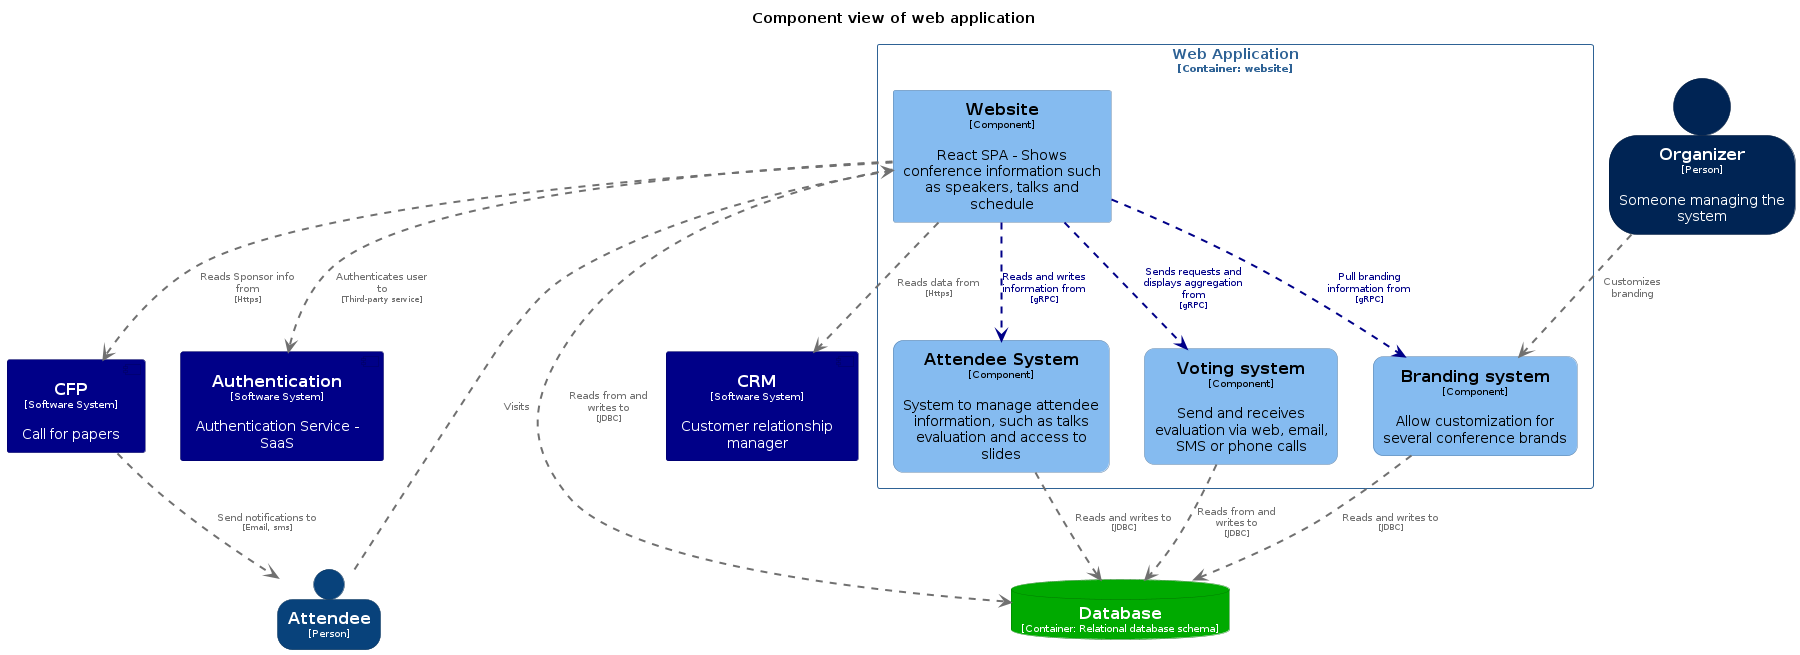 Component view of web application
Web Application
[Container: website]
Website
[Component]
React SPA - Shows
conference information such
as speakers, talks and
schedule
Organizer
[Person]
Someone managing the
system
Reads Sponsor info
from
[Https]
Authenticates user
to
[Third-party service]
Reads data from
[Https]
Reads and writes
information from
[gRPC]
Sends requests and
displays aggregation
from
[gRPC]
Pull branding
information from
[gRPC]
Customizes
branding
CFP
[Software System]
Call for papers
Authentication
[Software System]
Authentication Service -
SaaS
Visits
Reads from and
writes to
[JDBC]
CRM
[Software System]
Customer relationship
manager
Attendee System
[Component]
System to manage attendee
information, such as talks
evaluation and access to
slides
Voting system
[Component]
Send and receives
evaluation via web, email,
SMS or phone calls
Branding system
[Component]
Allow customization for
several conference brands
Send notifications to
[Email, sms]
Reads and writes to
[JDBC]
Reads from and
writes to
[JDBC]
Reads and writes to
[JDBC]
Attendee
[Person]
Database
[Container: Relational database schema]